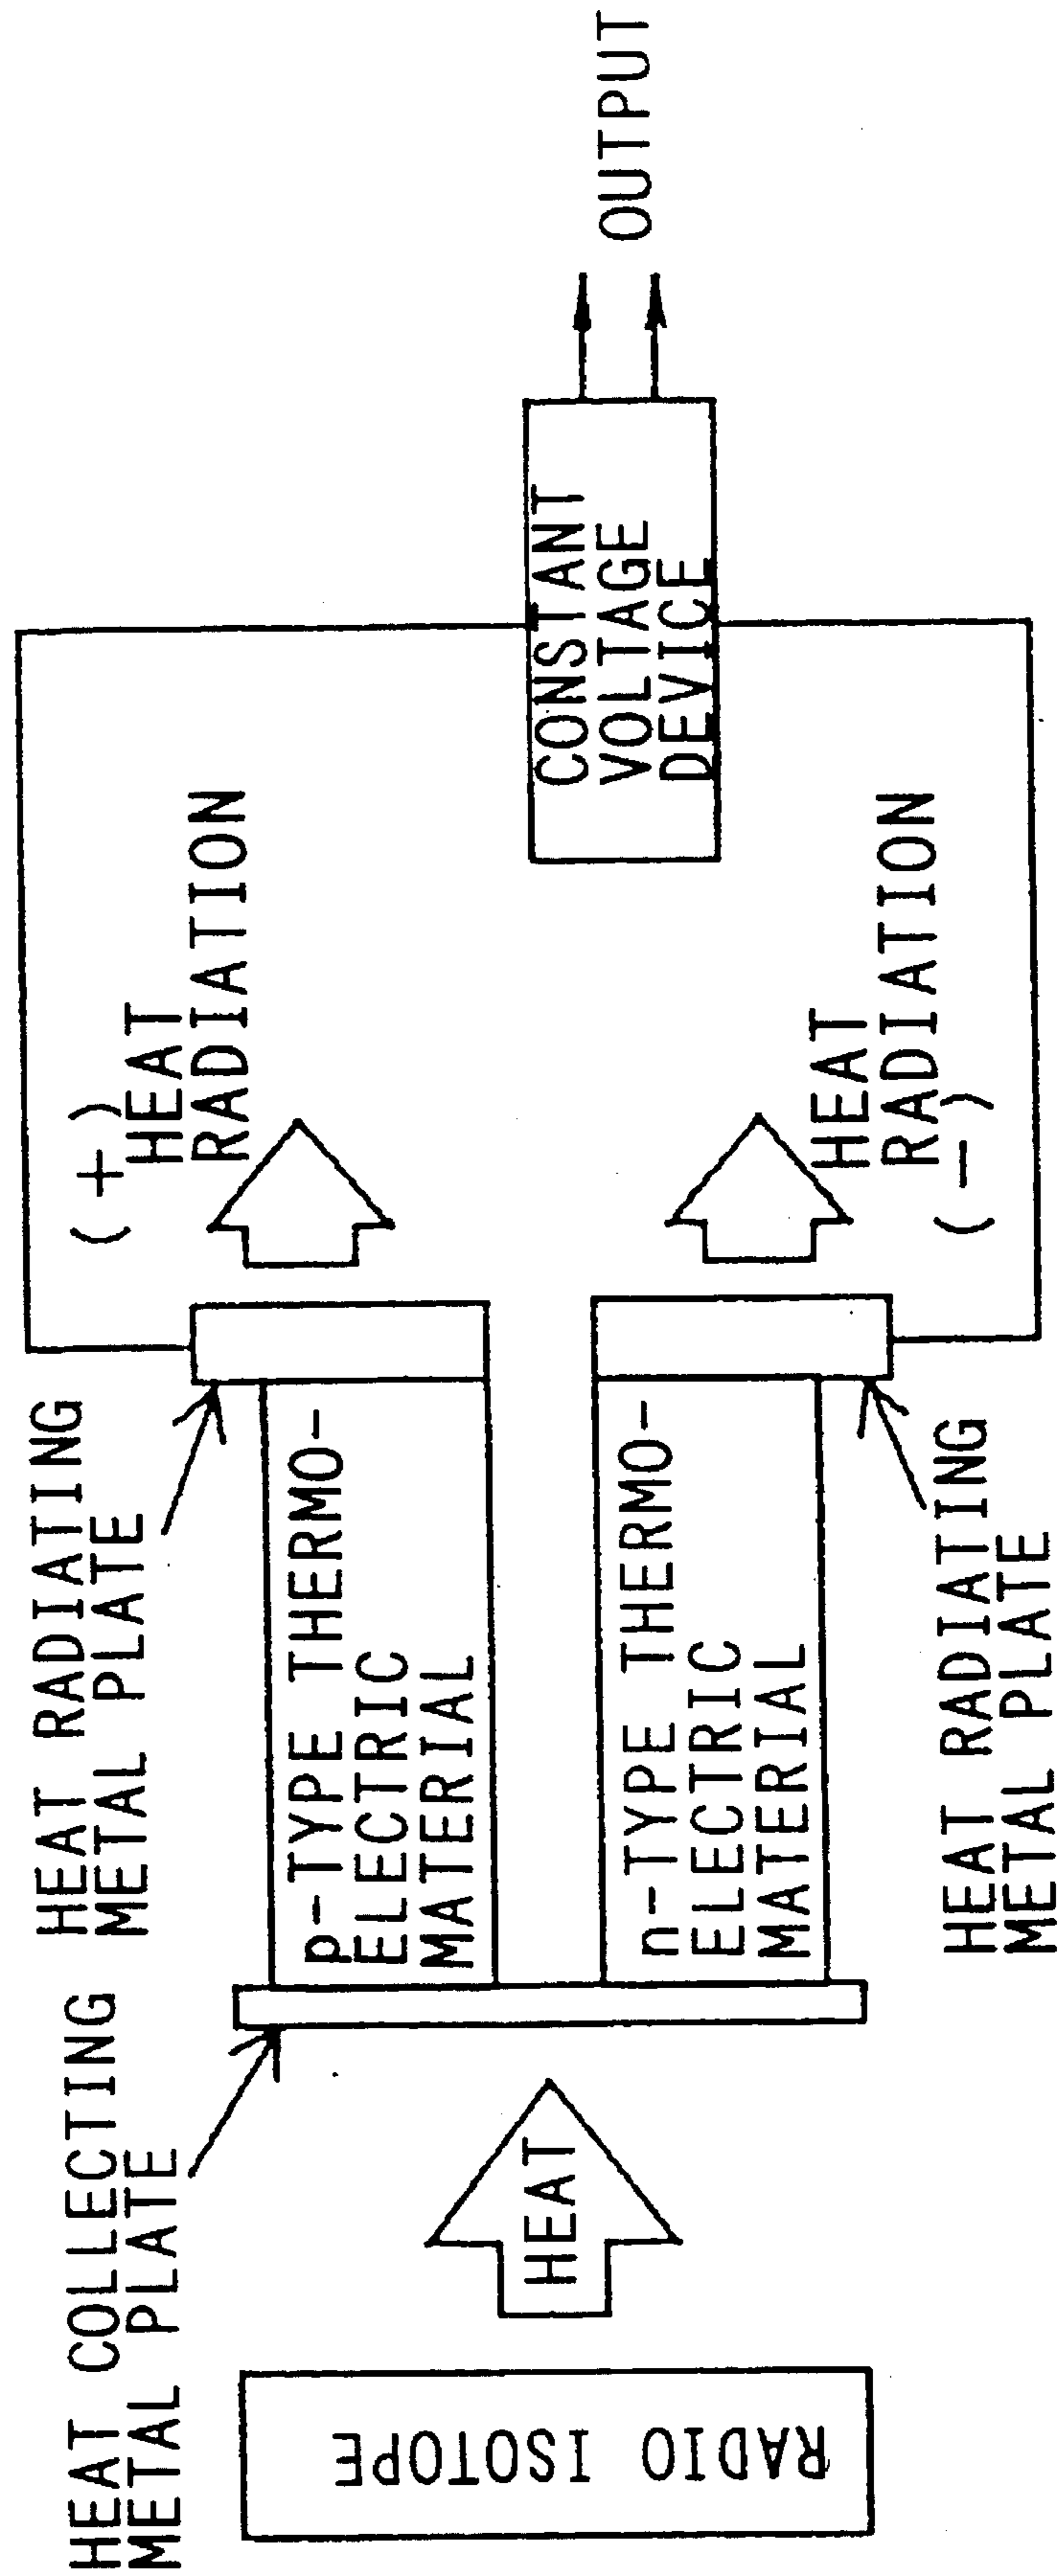 HEAT COLLECTING
METAL PLATE
HEAT RADIATING
METAL PLATE
(+)
HEAT
RADIATION
RADIO ISOTOPE
HEAT
p-TYPE THERMO-
ELECTRIC
MATERIAL
n-TYPE THERMO-
ELECTRIC
MATERIAL
CONSTANT
VOLTAGE
DEVICE
OUTPUT
HEAT
RADIATION
(-)
HEAT RADIATING
METAL PLATE